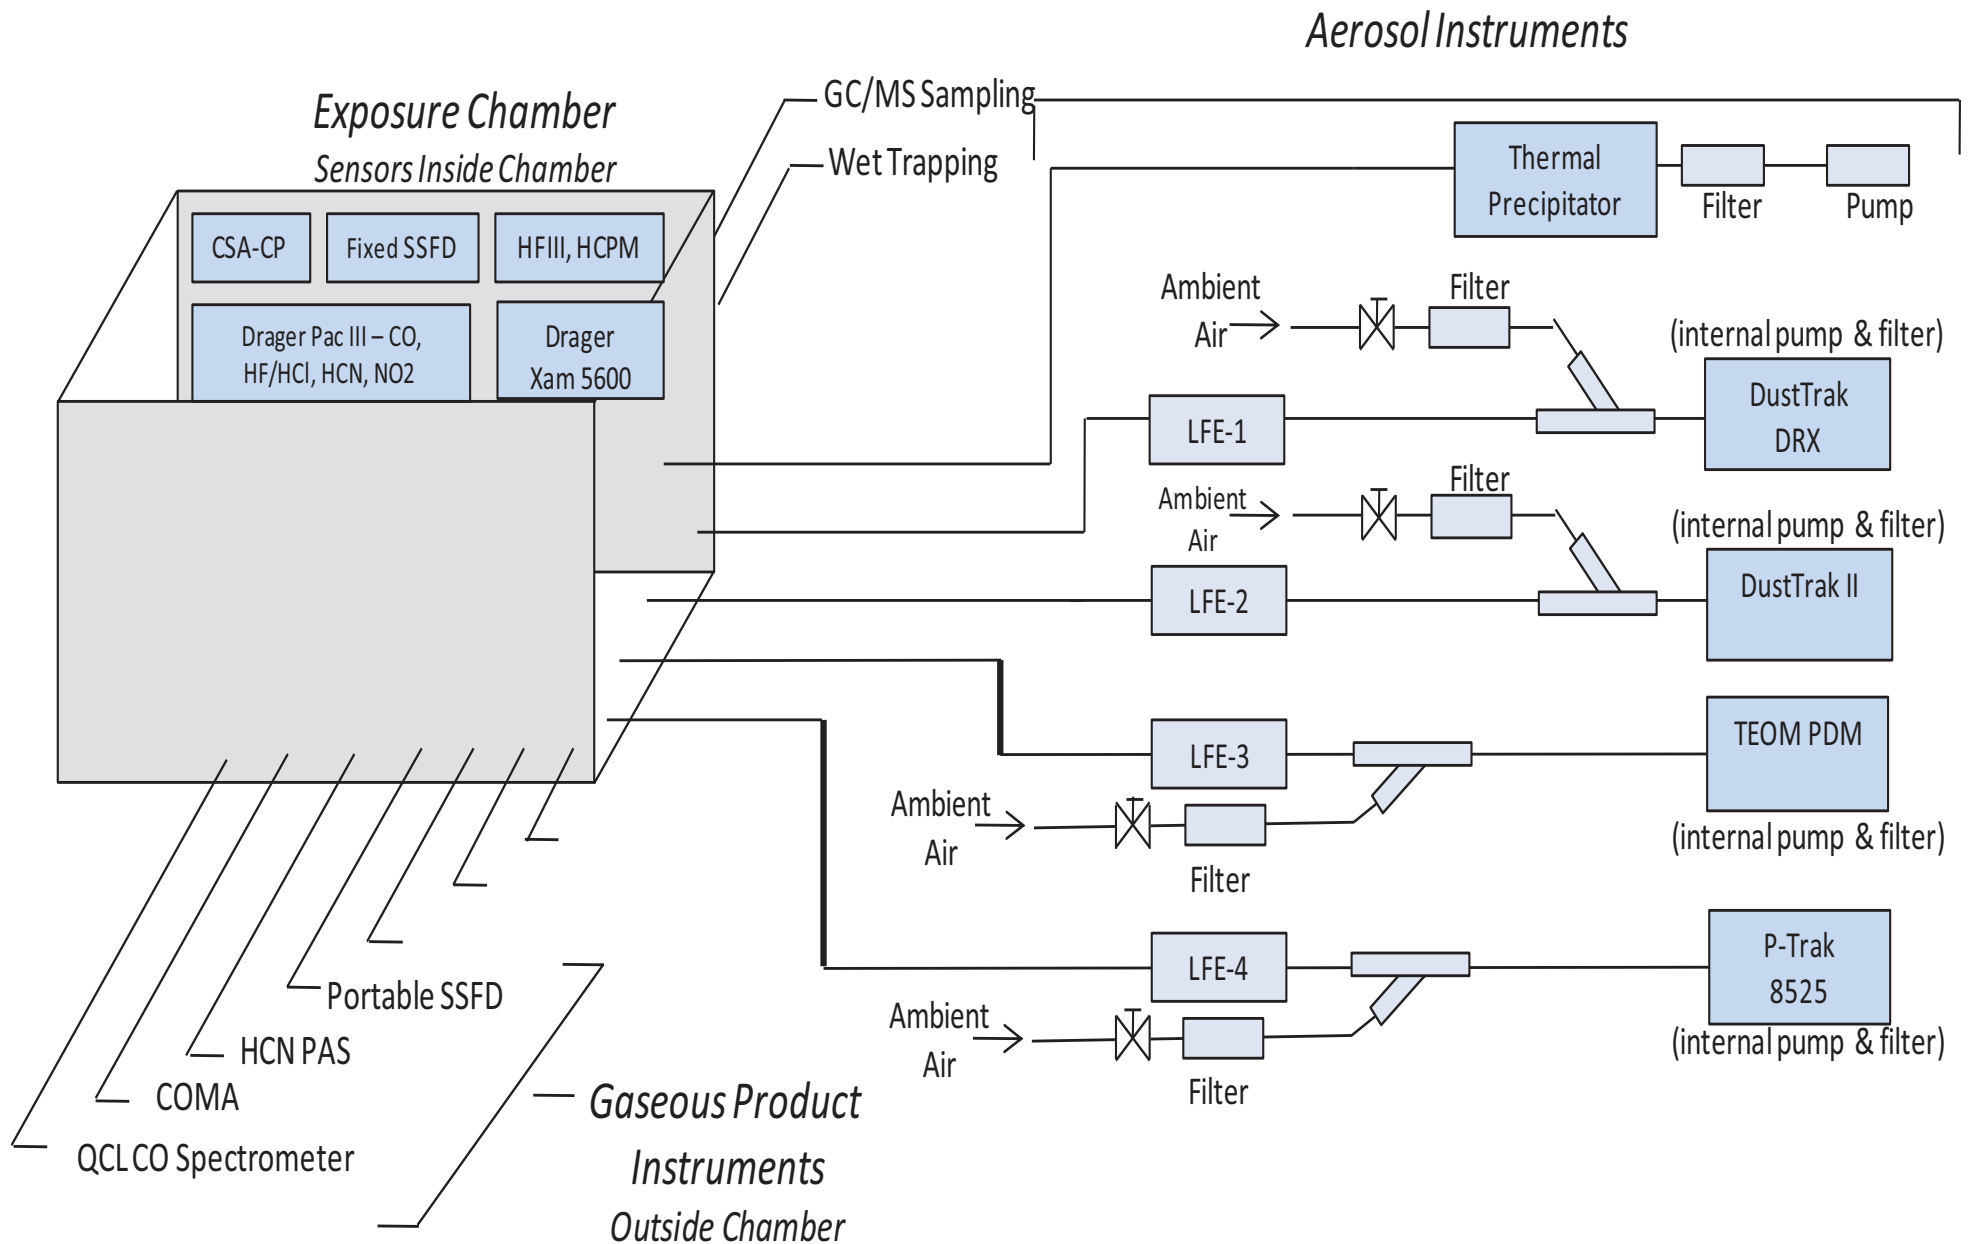 Aerosol Instruments
Exposure Chamber
Sensors Inside Chamber
GC/MS Sampling
Wet Trapping
CSA-CP
Fixed SSFD
HFIII, HCPM
Drager Pac III – CO,
HF/HCl, HCN, NO2
Drager
Xam 5600
Thermal
Precipitator
Filter
Pump
Ambient
Air
Filter
(internal pump & filter)
LFE-1
DustTrak
DRX
Ambient
Air
Filter
(internal pump & filter)
LFE-2
DustTrak II
LFE-3
TEOM PDM
Ambient
Air
Filter
(internal pump & filter)
LFE-4
P-Trak
8525
Ambient
Air
Filter
(internal pump & filter)
Portable SSFD
HCN PAS
COMA
QCL CO Spectrometer
Gaseous Product
Instruments
Outside Chamber